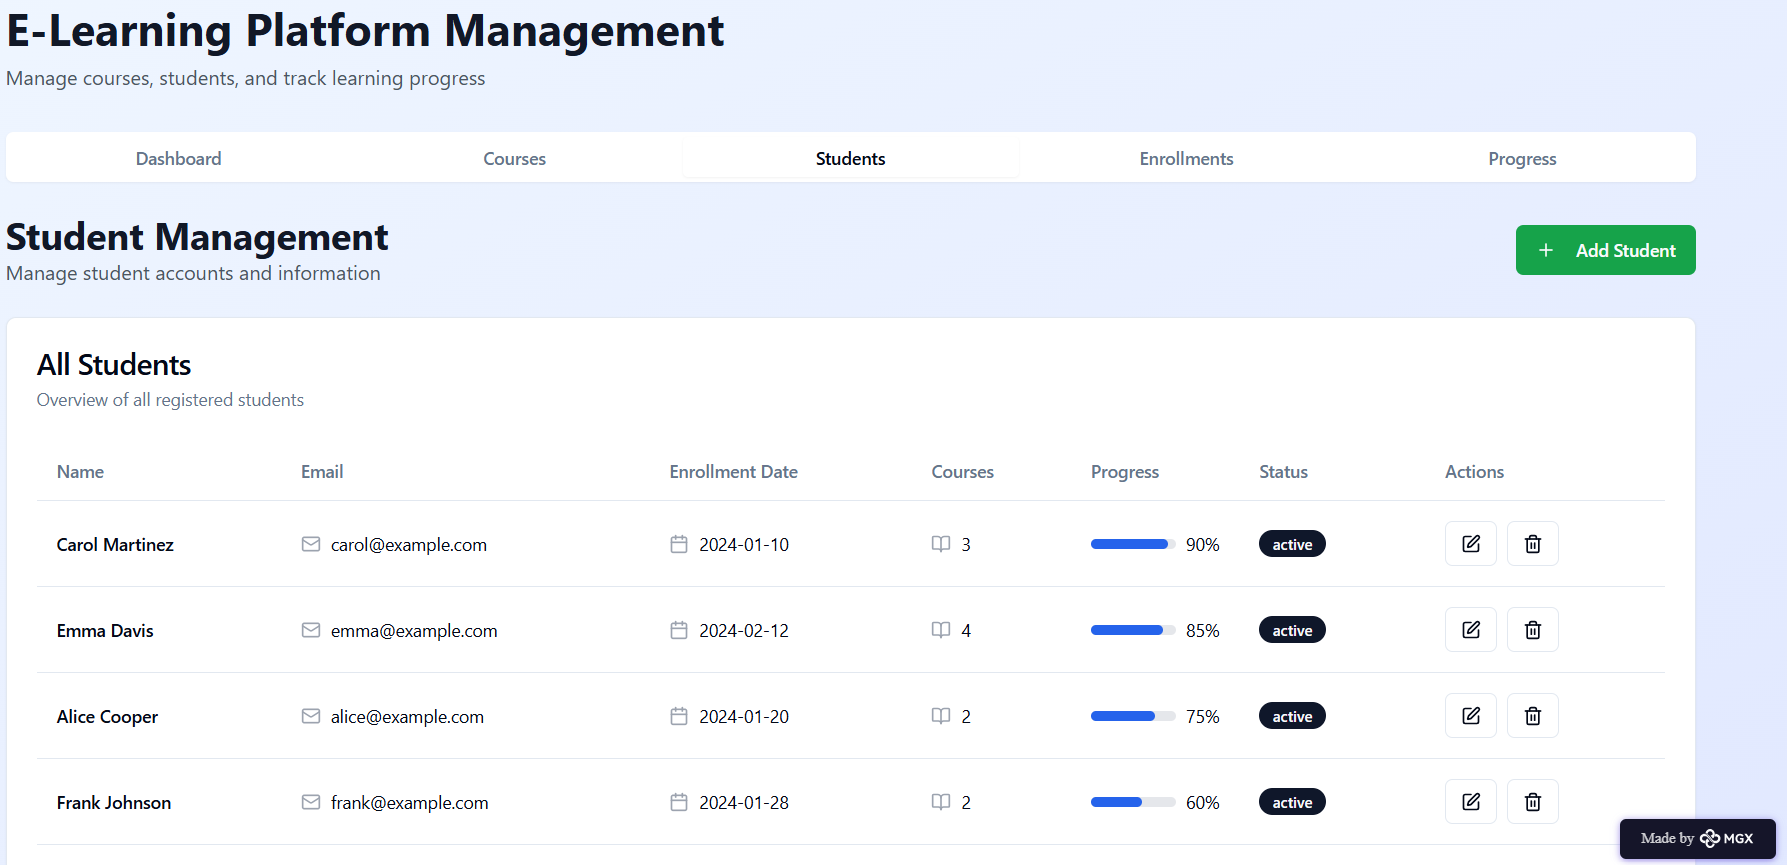 E-Learning Platform Management
Manage courses, students, and track learning progress
Dashboard Courses Students Enrollments Progress
Student Management
Manage student accounts and information
+ Add Student
All Students
Overview of all registered students
Name Email Enrollment Date Courses Progress Status Actions
Carol Martinez carol@example.com 2024-01-10 3 90% active
Emma Davis emma@example.com 2024-02-12 4 85% active
Alice Cooper alice@example.com 2024-01-20 2 75% active
Frank Johnson frank@example.com 2024-01-28 2 60% active
Made by MGX